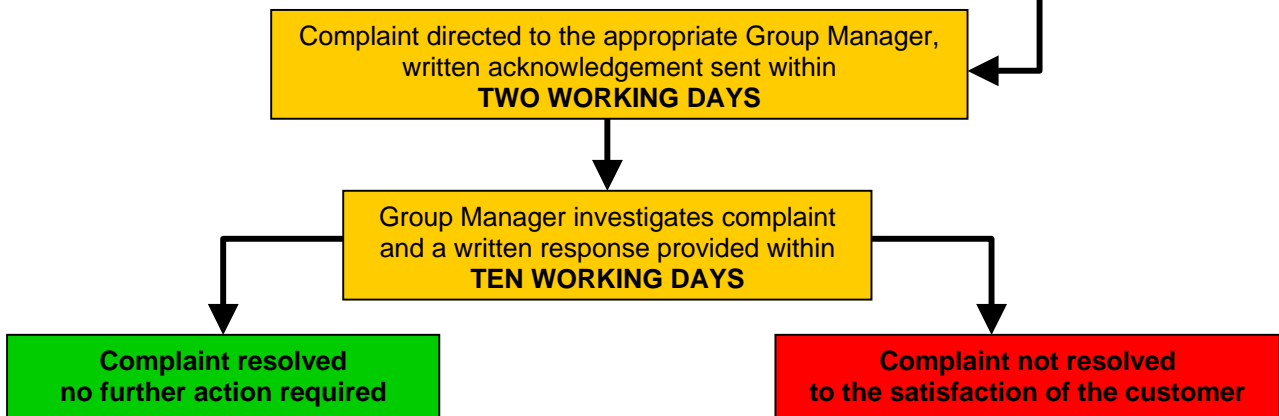 Complaint directed to the appropriate Group Manager,
written acknowledgement sent within
TWO WORKING DAYS
Group Manager investigates complaint
and a written response provided within
TEN WORKING DAYS
Complaint resolved
no further action required
Complaint not resolved
to the satisfaction of the customer